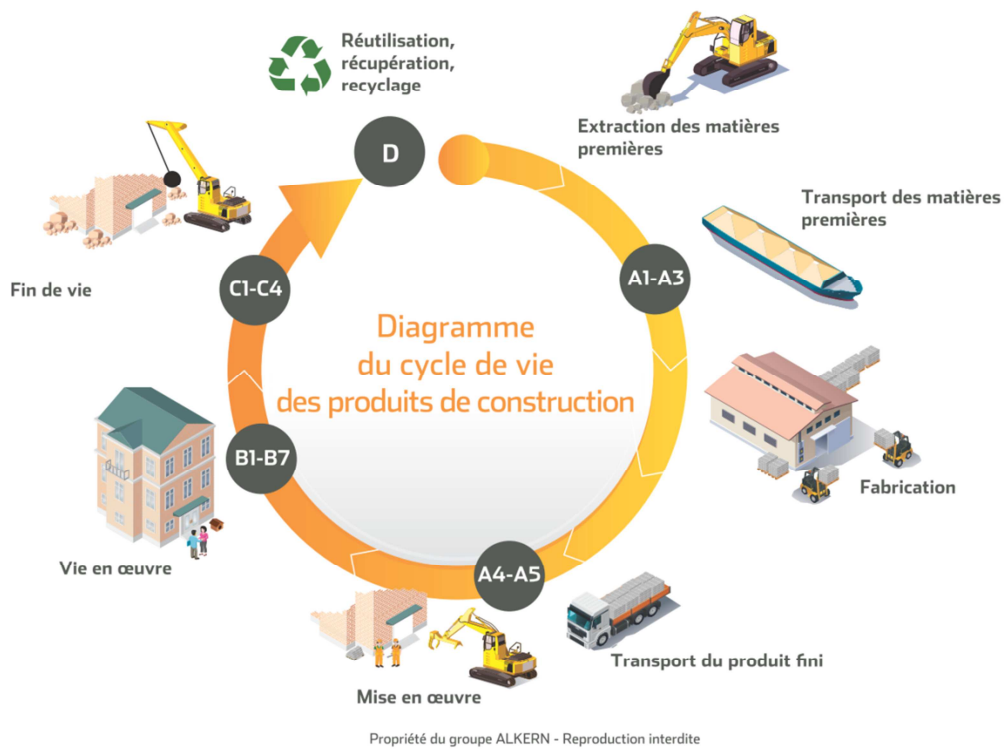 Réutilisation,
récupération,
recyclage
D
Extraction des matières
premières
Transport des matières
premières
A1-A3
C1-C4
Fin de vie
Diagramme
du cycle de vie
des produits de construction
B1-B7
Fabrication
Vie en œuvre
A4-A5
Transport du produit fini
Mise en œuvre
Propriété du groupe ALKERN - Reproduction interdite